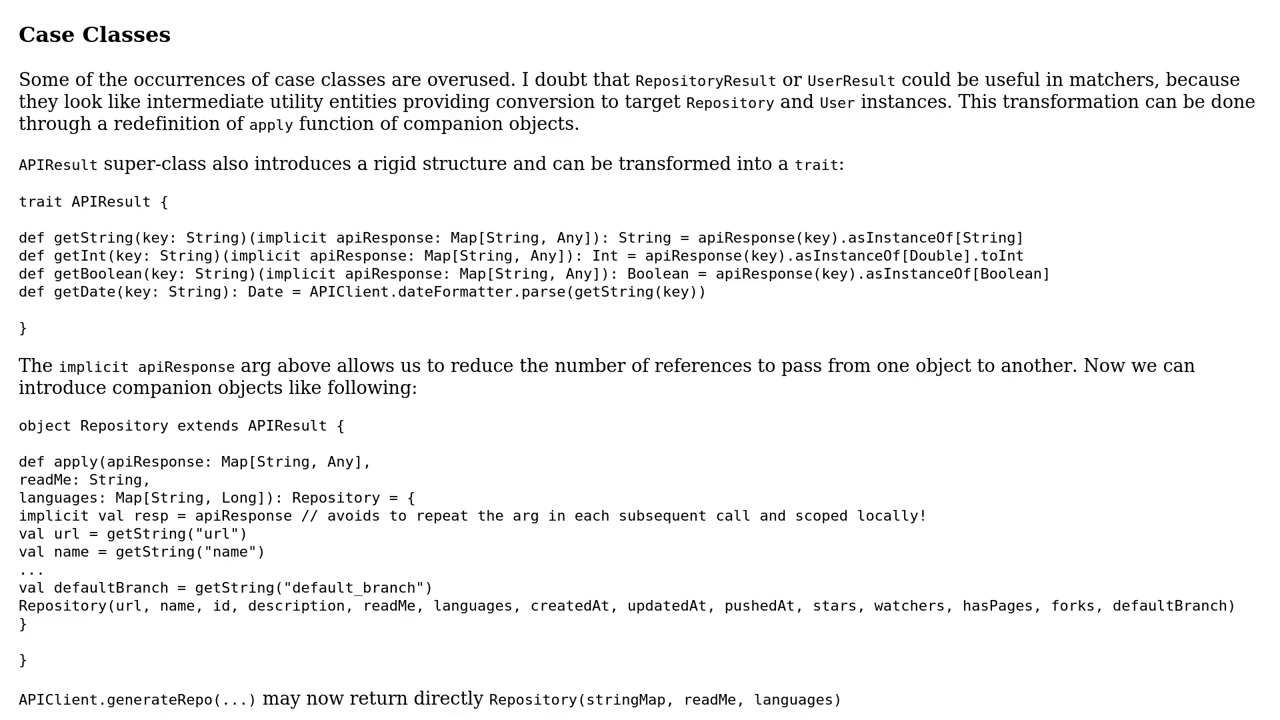 Case Classes
Some of the occurrences of case classes are overused. I doubt that RepositoryResult or UserResult could be useful in matchers, because
they look like intermediate utility entities providing conversion to target Repository and User instances. This transformation can be done
through a redefinition of apply function of companion objects.
APIResult super-class also introduces a rigid structure and can be transformed into a trait:
trait APIResult {
def getString(key: String)(implicit apiResponse: Map[String, Any]): String = apiResponse(key).asInstanceOf[String]
def getInt(key: String)(implicit apiResponse: Map[String, Any]): Int = apiResponse(key).asInstanceOf[Double].toInt
def getBoolean(key: String)(implicit apiResponse: Map[String, Any]): Boolean = apiResponse(key).asInstanceOf[Boolean]
def getDate(key: String): Date = APIClient.dateFormatter.parse(getString(key))
}
The implicit apiResponse arg above allows us to reduce the number of references to pass from one object to another. Now we can
introduce companion objects like following:
object Repository extends APIResult {
def apply(apiResponse: Map[String, Any],
readMe: String,
languages: Map[String, Long]): Repository = {
implicit val resp = apiResponse // avoids to repeat the arg in each subsequent call and scoped locally!
val url = getString("url")
val name = getString("name")
...
val defaultBranch = getString("default_branch")
Repository(url, name, id, description, readMe, languages, createdAt, updatedAt, pushedAt, stars, watchers, hasPages, forks, defaultBranch)
}
}
APIClient.generateRepo(...) may now return directly Repository(stringMap, readMe, languages)